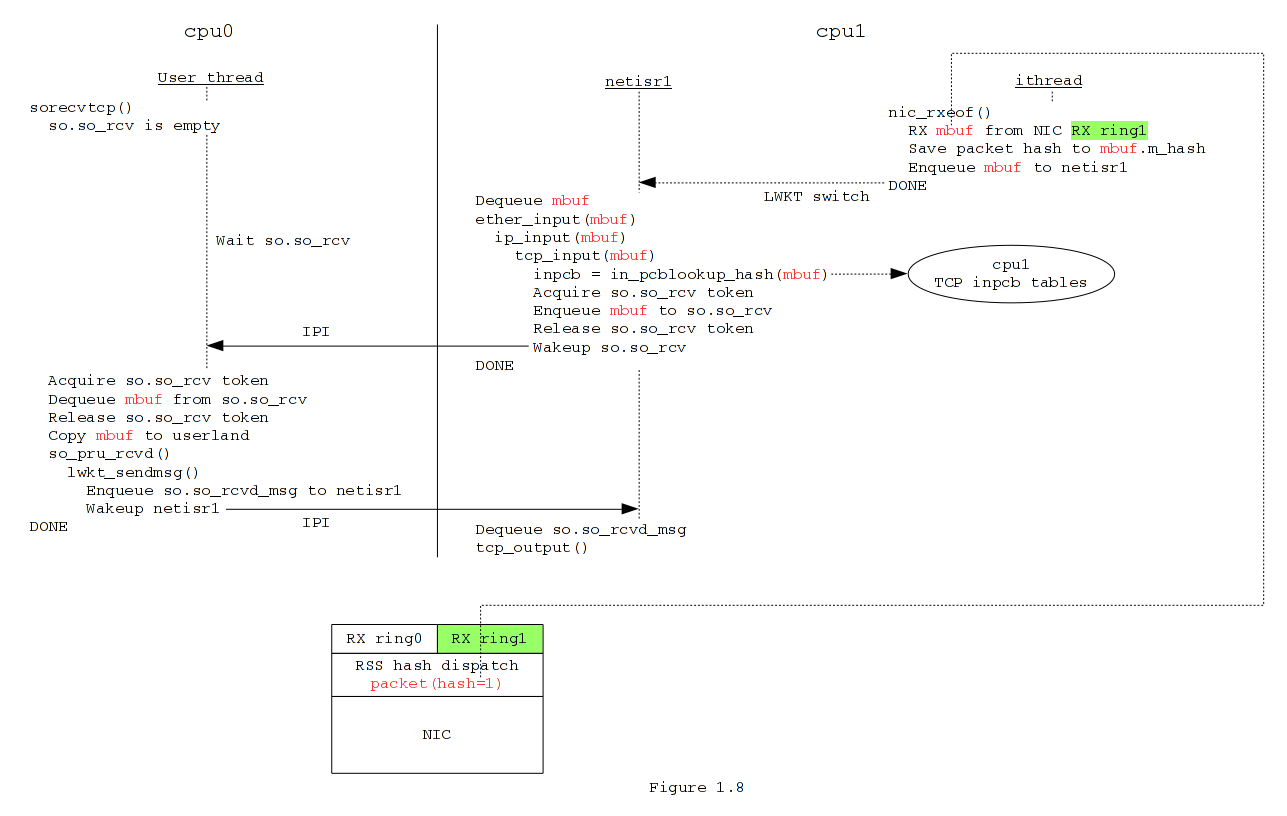 cpu0
cpu1
User thread
sorecvtcp()
so.so_rcv is empty
Wait so.so_rcv
IPI
Acquire so.so_rcv token
Dequeue mbuf from so.so_rcv
Release so.so_rcv token
Copy mbuf to userland
so_pru_rcvd()
lwkt_sendmsg()
Enqueue so.so_rcvd_msg to netisr1
Wakeup netisr1
IPI
DONE
netisr1
Dequeue mbuf
ether_input(mbuf)
ip_input(mbuf)
tcp_input(mbuf)
inpcb = in_pcblookup_hash(mbuf)
Acquire so.so_rcv token
Enqueue mbuf to so.so_rcv
Release so.so_rcv token
Wakeup so.so_rcv
DONE
Dequeue so.so_rcvd_msg
tcp_output()
ithread
nic_rxeof()
RX mbuf from NIC RX ring1
Save packet hash to mbuf.m_hash
Enqueue mbuf to netisr1
DONE
LWKT switch
cpu1
TCP inpcb tables
RX ring0
RX ring1
RSS hash dispatch
packet(hash=1)
NIC
Figure 1.8